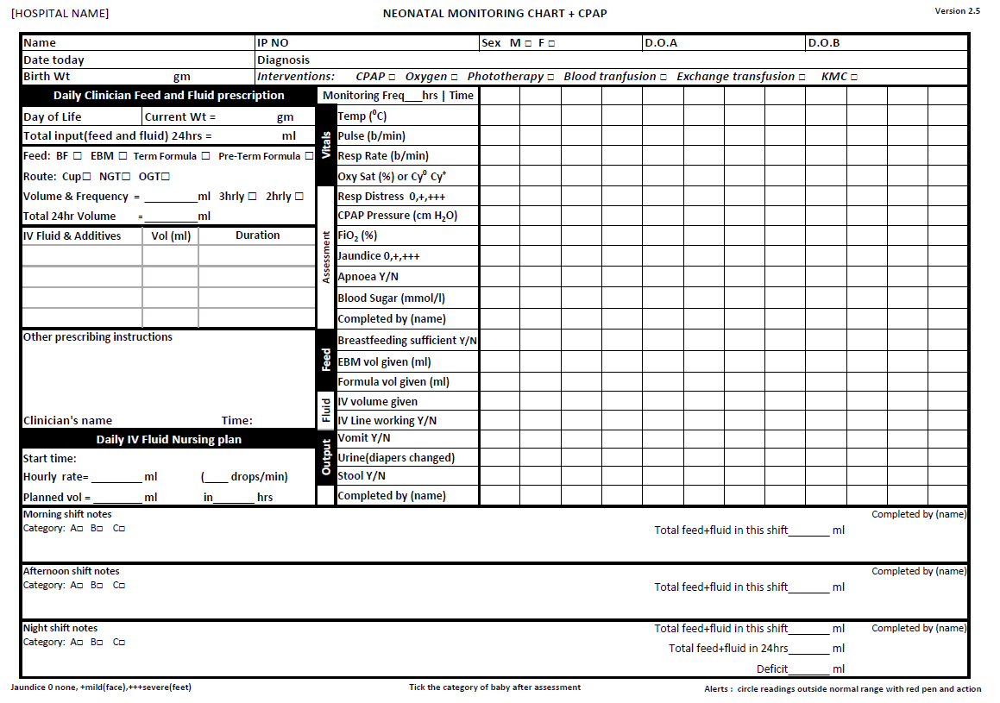 [HOSPITAL NAME] NEONATAL MONITORING CHART + CPAP Version 2.5
Name IP NO Sex M □ F □ D.O.A D.O.B
Date today Diagnosis
Birth Wt gm Interventions: CPAP □ Oxygen □ Phototherapy □ Blood tranfusion □ Exchange transfusion □ KMC □
Daily Clinician Feed and Fluid prescription
Day of Life Current Wt = gm
Total input(feed and fluid) 24hrs = ml
Feed: BF □ EBM □ Term Formula □ Pre-Term Formula □
Route: Cup□ NGT□ OGT□
Volume & Frequency = _________ml 3hrly □ 2hrly □
Total 24hr Volume =_________ml
IV Fluid & Additives Vol (ml) Duration
Other prescribing instructions
Clinician's name Time:
Daily IV Fluid Nursing plan
Start time:
Hourly rate= _________ ml (____ drops/min)
Planned vol = _________ ml in_______ hrs
Monitoring Freq___hrs | Time
Vitals
Temp (⁰C)
Pulse (b/min)
Resp Rate (b/min)
Oxy Sat (%) or Cy⁰ Cy⁺
Assessment
Resp Distress 0,+,+++
CPAP Pressure (cm H₂O)
FiO₂ (%)
Jaundice 0,+,+++
Apnoea Y/N
Blood Sugar (mmol/l)
Completed by (name)
Feed
Breastfeeding sufficient Y/N
EBM vol given (ml)
Formula vol given (ml)
Fluid
IV volume given
IV Line working Y/N
Output
Vomit Y/N
Urine(diapers changed)
Stool Y/N
Completed by (name)
Morning shift notes Completed by (name)
Category: A□ B□ C□ Total feed+fluid in this shift_______ ml
Afternoon shift notes Completed by (name)
Category: A□ B□ C□ Total feed+fluid in this shift_______ ml
Night shift notes Total feed+fluid in this shift_______ ml Completed by (name)
Category: A□ B□ C□ Total feed+fluid in 24hrs_______ ml
Deficit_______ ml
Jaundice 0 none, +mild(face),+++severe(feet) Tick the category of baby after assessment Alerts : circle readings outside normal range with red pen and action